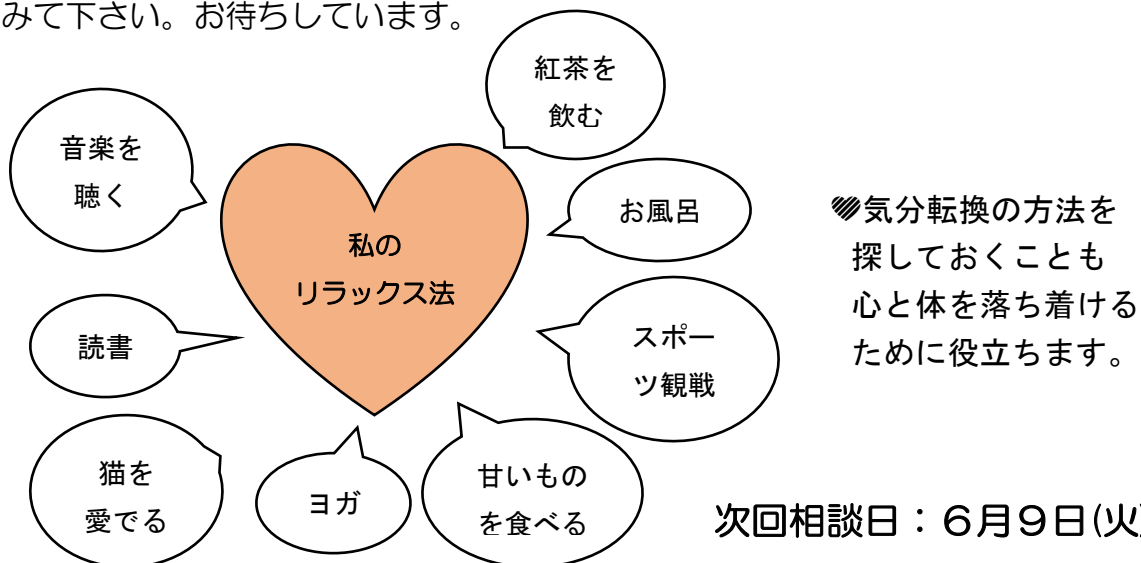 みて下さい。お待ちしています。
紅茶を
飲む
音楽を
聴く
お風呂
私の
リラックス法
気分転換の方法を
探しておくことも
心と体を落ち着ける
ために役立ちます。
読書
スポー
ツ観戦
猫を
愛でる
ヨガ
甘いもの
を食べる
次回相談日：６月９日(火)